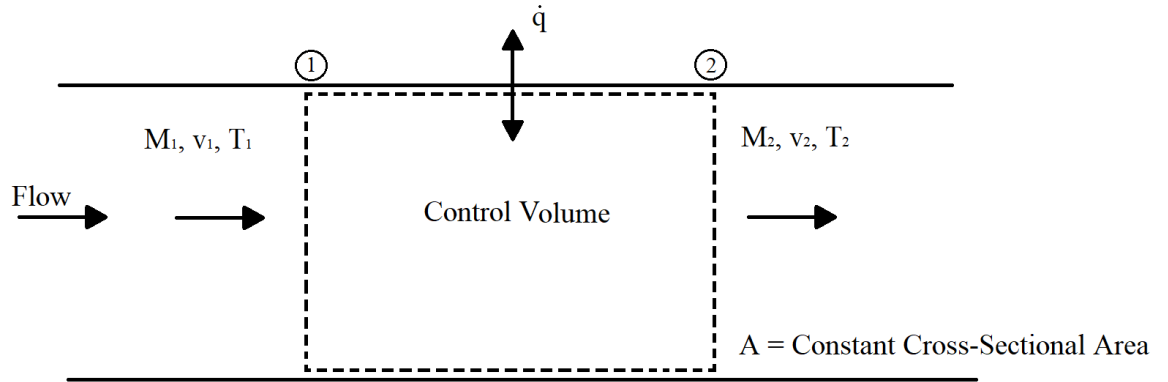 q̇
1
2
M₁, v₁, T₁
M₂, v₂, T₂
Flow
Control Volume
A = Constant Cross-Sectional Area